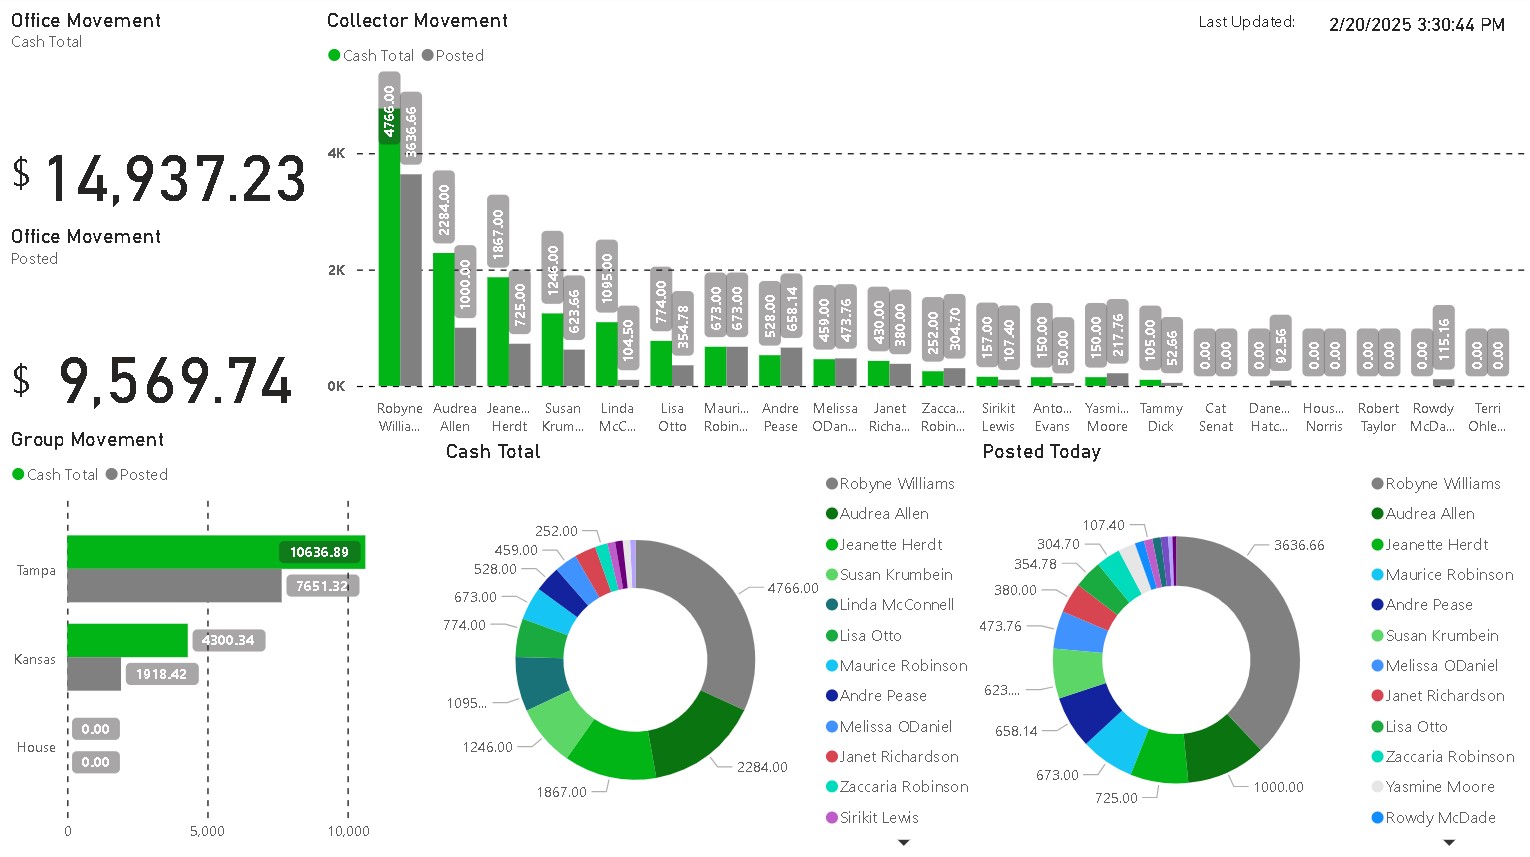 Office Movement
Cash Total
$ 14,937.23
Office Movement
Posted
$ 9,569.74
Collector Movement
Cash Total Posted
Last Updated: 2/20/2025 3:30:44 PM
4K
2K
0K
4766.00 3636.66
2284.00 1000.00
1867.00 725.00
1246.00 623.66
1095.00 104.50
774.00 354.78
673.00 673.00
528.00 658.14
459.00 473.76
430.00 380.00
252.00 304.70
157.00 107.40
150.00 50.00
150.00 217.76
105.00 52.66
0.00 0.00
0.00 92.56
0.00 0.00
0.00 0.00
0.00 115.16
0.00 0.00
Robyne Willia...
Audrea Allen
Jeane... Herdt
Susan Krum...
Linda McC...
Lisa Otto
Mauri... Robin...
Andre Pease
Melissa ODan...
Janet Richa...
Zacca... Robin...
Sirikit Lewis
Anto... Evans
Yasmi... Moore
Tammy Dick
Cat Senat
Dane... Hatc...
Hous... Norris
Robert Taylor
Rowdy McDa...
Terri Ohle...
Group Movement
Cash Total Posted
Tampa
10636.89
7651.32
Kansas
4300.34
1918.42
House
0.00
0.00
0 5,000 10,000
Cash Total
252.00
459.00
528.00
673.00
774.00
1095...
1246.00
1867.00
2284.00
4766.00
Robyne Williams
Audrea Allen
Jeanette Herdt
Susan Krumbein
Linda McConnell
Lisa Otto
Maurice Robinson
Andre Pease
Melissa ODaniel
Janet Richardson
Zaccaria Robinson
Sirikit Lewis
Posted Today
107.40
304.70
354.78
380.00
473.76
623....
658.14
673.00
725.00
1000.00
3636.66
Robyne Williams
Audrea Allen
Jeanette Herdt
Maurice Robinson
Andre Pease
Susan Krumbein
Melissa ODaniel
Janet Richardson
Lisa Otto
Zaccaria Robinson
Yasmine Moore
Rowdy McDade